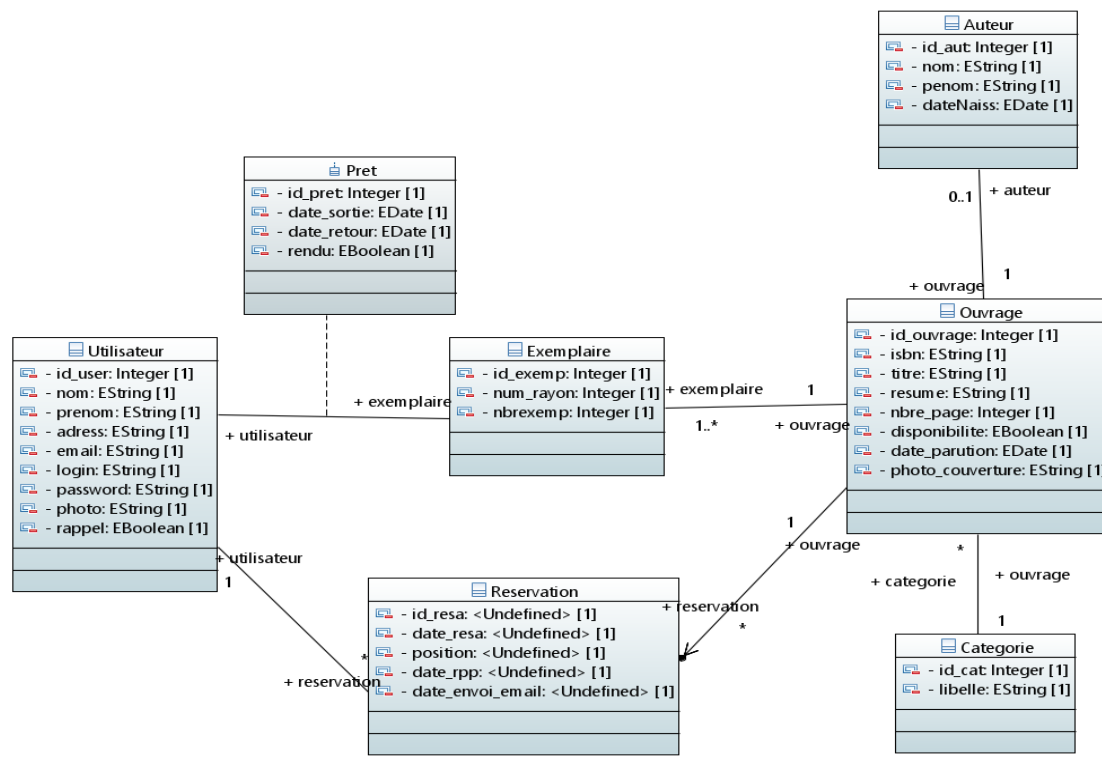 Auteur
- id_aut: Integer [1]
- nom: EString [1]
- penom: EString [1]
- dateNaiss: EDate [1]
0..1
+ auteur
1
+ ouvrage
Pret
- id_pret: Integer [1]
- date_sortie: EDate [1]
- date_retour: EDate [1]
- rendu: EBoolean [1]
Utilisateur
- id_user: Integer [1]
- nom: EString [1]
- prenom: EString [1]
- adress: EString [1]
- email: EString [1]
- login: EString [1]
- password: EString [1]
- photo: EString [1]
- rappel: EBoolean [1]
+ exemplaire
+ utilisateur
Exemplaire
- id_exemp: Integer [1]
- num_rayon: Integer [1]
- nbrexemp: Integer [1]
+ exemplaire
1
1..*
+ ouvrage
Ouvrage
- id_ouvrage: Integer [1]
- isbn: EString [1]
- titre: EString [1]
- resume: EString [1]
- nbre_page: Integer [1]
- disponibilite: EBoolean [1]
- date_parution: EDate [1]
- photo_couverture: EString [1]
+ utilisateur
1
*
+ reservation
Reservation
- id_resa: <Undefined> [1]
- date_resa: <Undefined> [1]
- position: <Undefined> [1]
- date_rpp: <Undefined> [1]
- date_envoi_email: <Undefined> [1]
1
+ ouvrage
+ reservation
*
*
+ categorie
+ ouvrage
1
Categorie
- id_cat: Integer [1]
- libelle: EString [1]